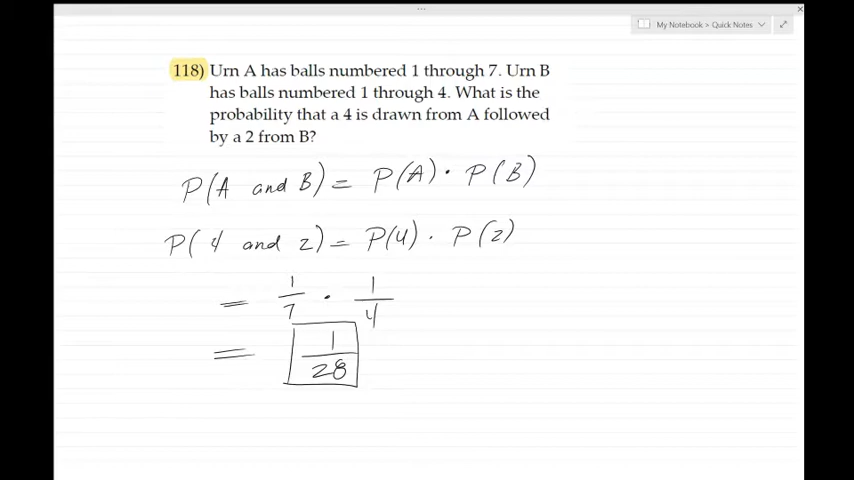 My Notebook > Quick Notes
118) Urn A has balls numbered 1 through 7. Urn B
has balls numbered 1 through 4. What is the
probability that a 4 is drawn from A followed
by a 2 from B?
P(A and B) = P(A) · P(B)
P(4 and 2) = P(4) · P(2)
= 1/7 · 1/4
= 1/28